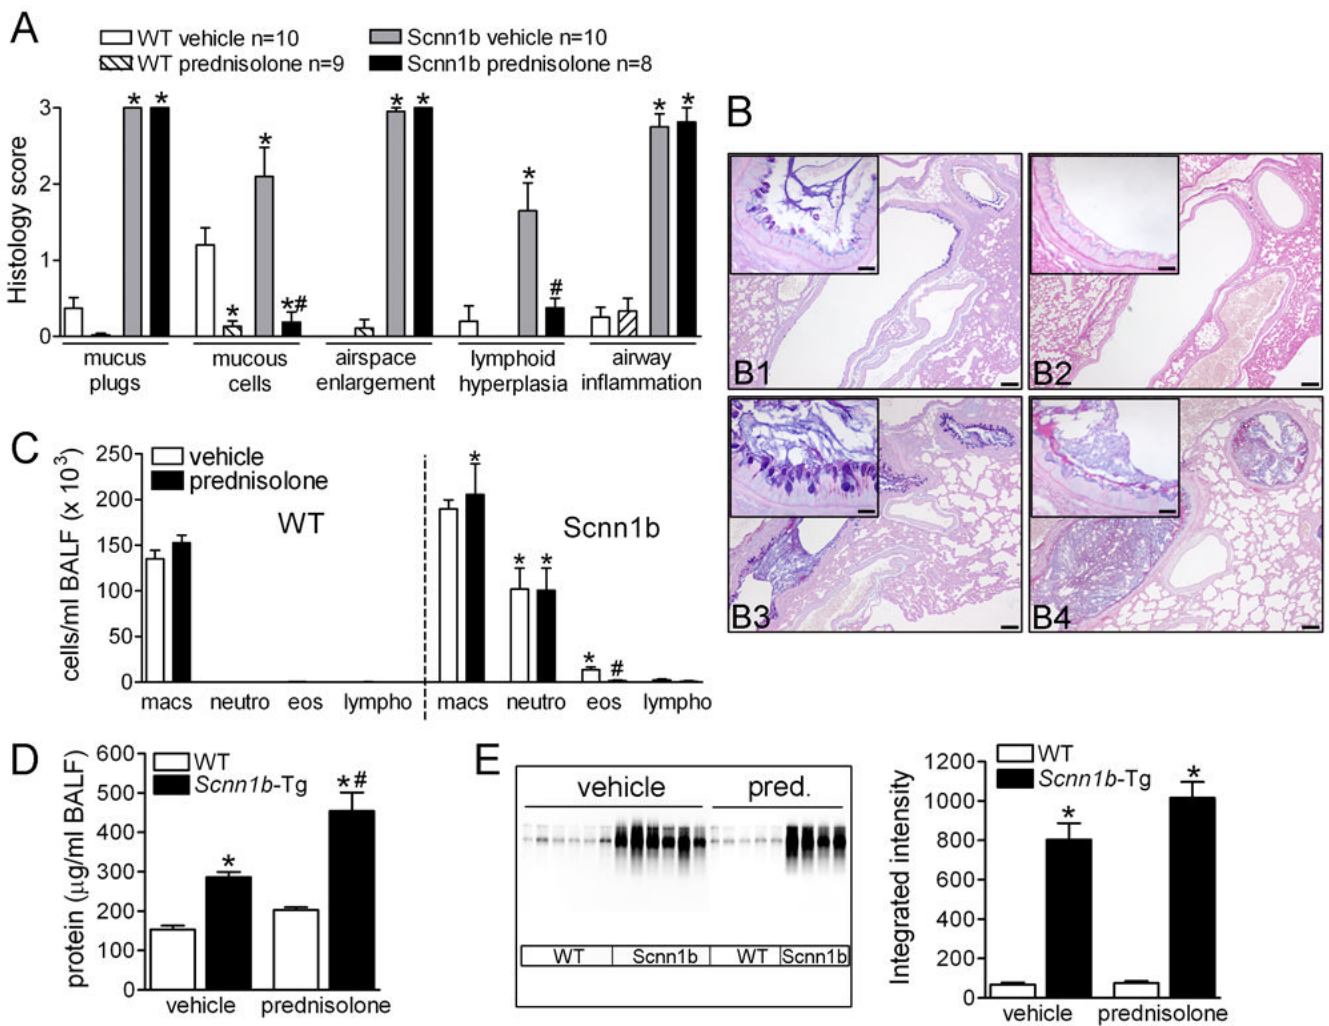 A
WT vehicle n=10
Scnn1b vehicle n=10
WT prednisolone n=9
Scnn1b prednisolone n=8
Histology score
3
2
1
0
* * * * *# * * * # * *
mucus plugs
mucous cells
airspace enlargement
lymphoid hyperplasia
airway inflammation
B
B1
B2
B3
B4
C
vehicle
prednisolone
WT
Scnn1b
cells/ml BALF (x 10³)
250
200
150
100
50
0
* * * * #
macs neutro eos lympho macs neutro eos lympho
D
WT
Scnn1b-Tg
protein (µg/ml BALF)
600
500
400
300
200
100
0
* *#
vehicle prednisolone
E
vehicle pred.
WT Scnn1b WT Scnn1b
WT
Scnn1b-Tg
Integrated intensity
1200
1000
800
600
400
200
0
* *
vehicle prednisolone